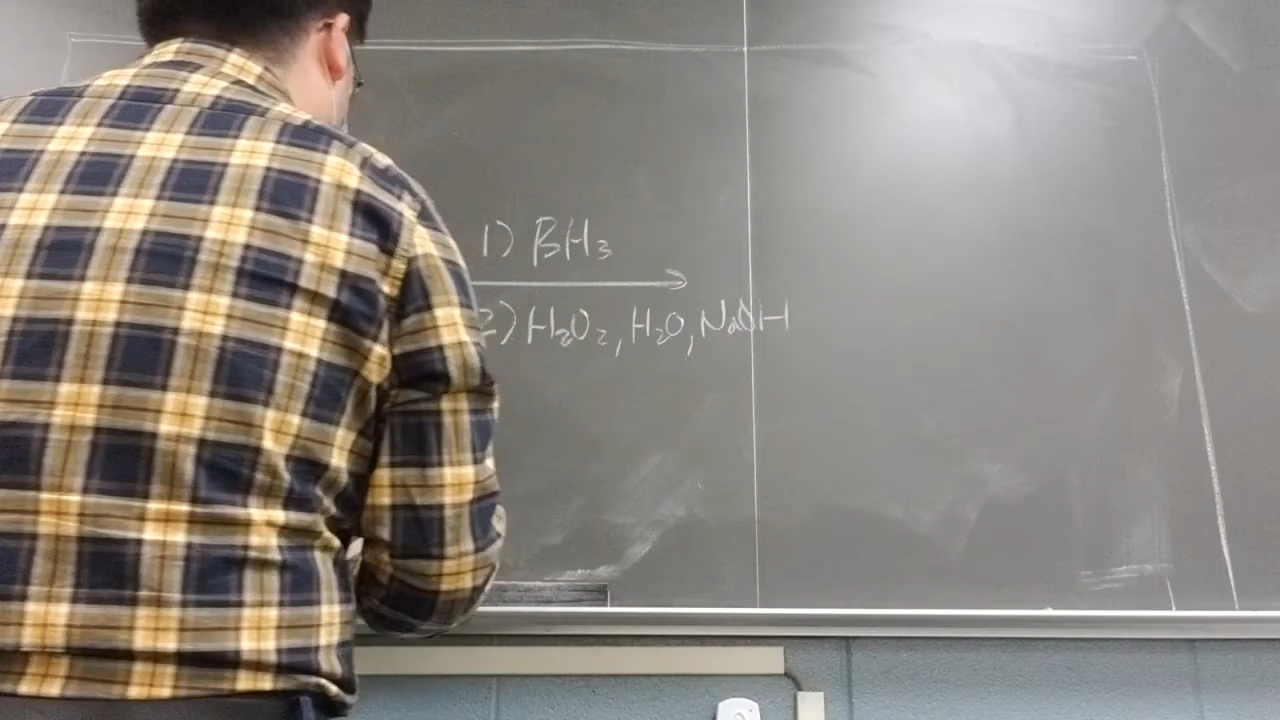 1) BH₃
2) H₂O₂, H₂O, NaOH